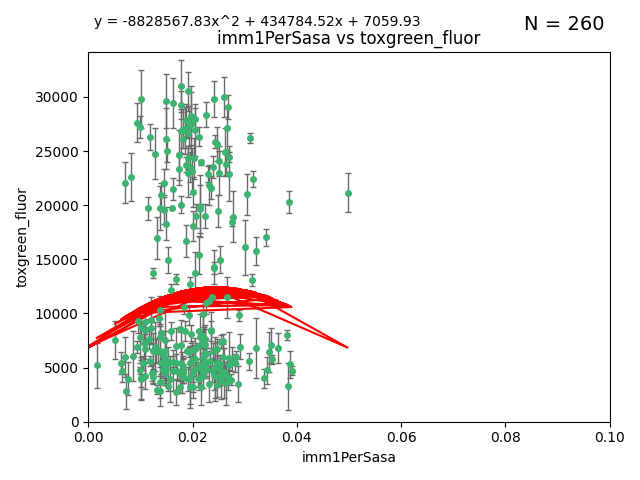 y = -8828567.83x^2 + 434784.52x + 7059.93
N = 260
imm1PerSasa vs toxgreen_fluor
30000
25000
20000
15000
10000
5000
0
toxgreen_fluor
0.00 0.02 0.04 0.06 0.08 0.10
imm1PerSasa